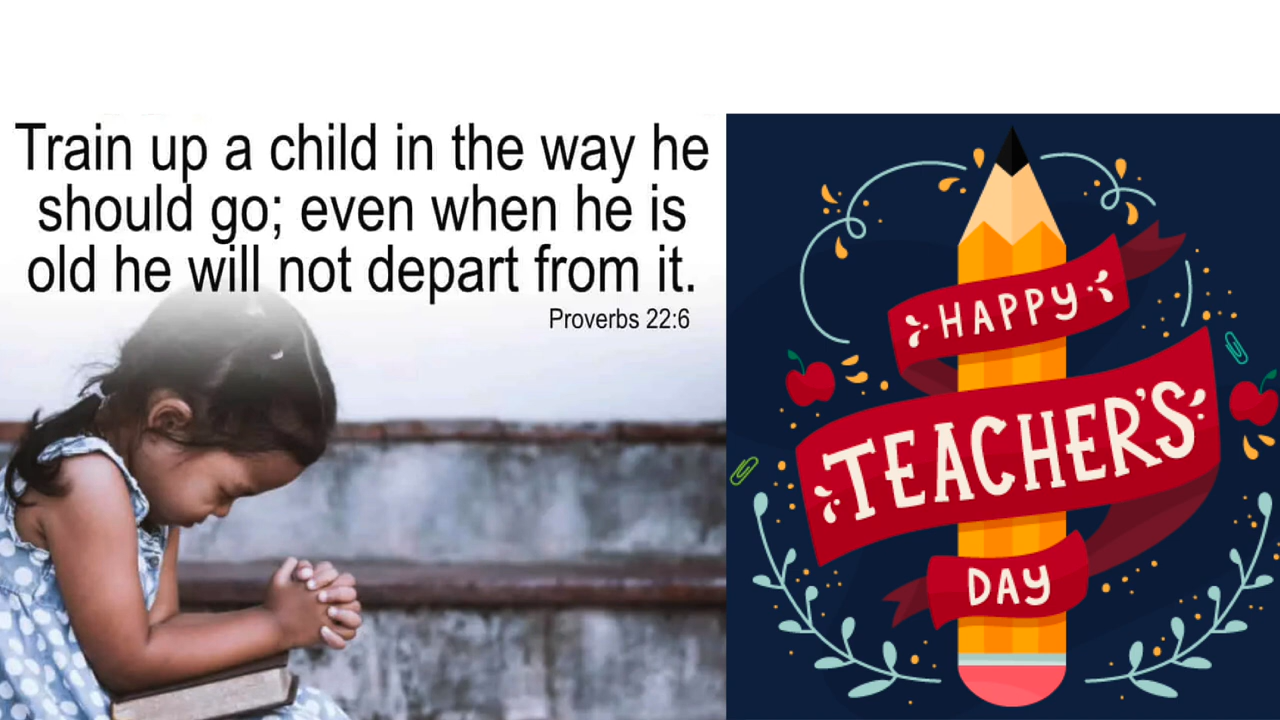 Train up a child in the way he
should go; even when he is
old he will not depart from it.
Proverbs 22:6
HAPPY
TEACHER'S
DAY